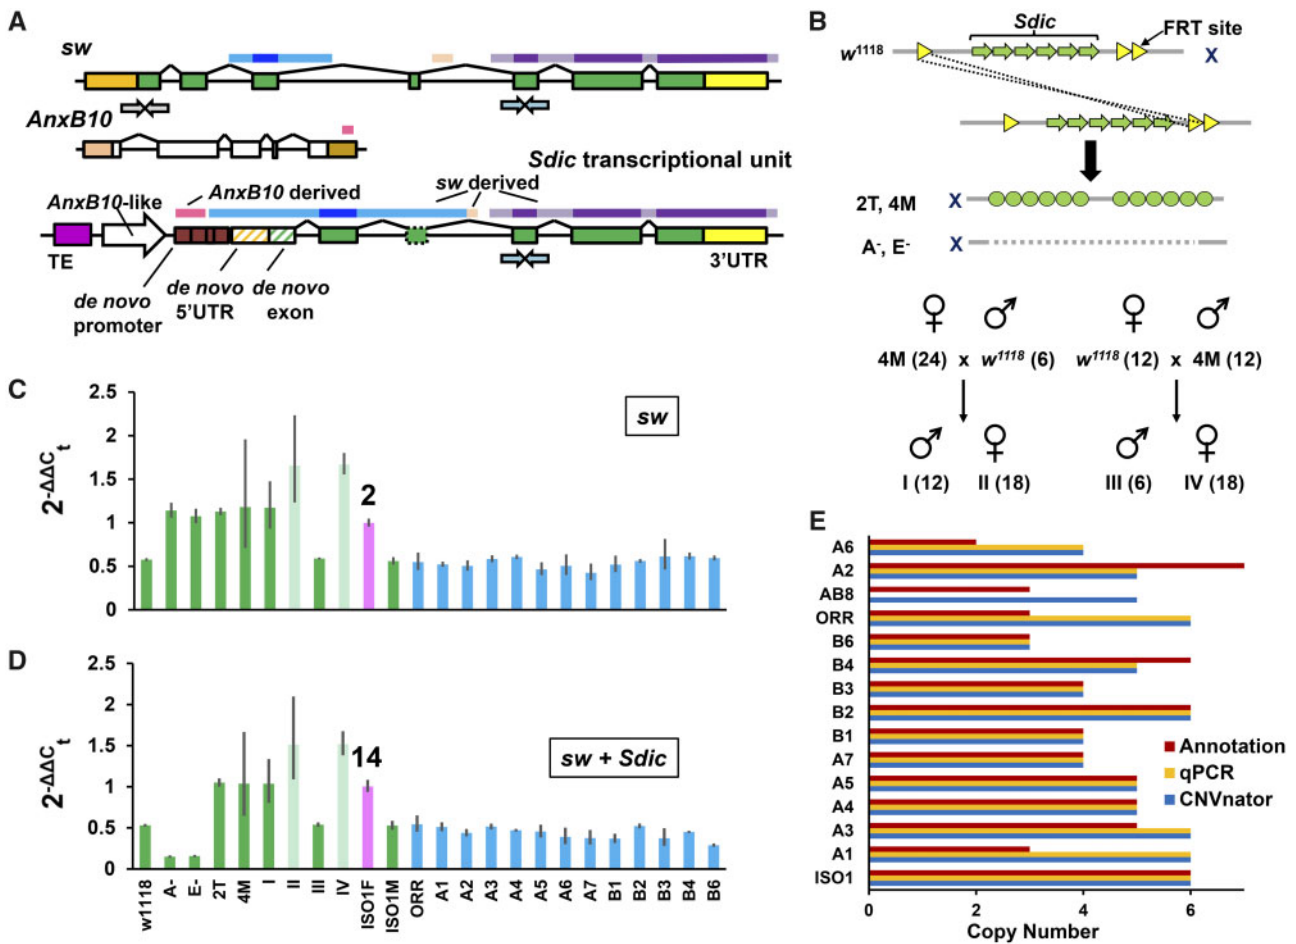 A
sw
AnxB10
Sdic transcriptional unit
AnxB10-like
AnxB10 derived
sw derived
TE
3'UTR
de novo
promoter
de novo
5'UTR
de novo
exon
B
Sdic
FRT site
w1118
X
2T, 4M
X
A-, E-
X
♀ ♂ ♀ ♂
4M (24) x w1118 (6)
w1118 (12) x 4M (12)
♂ ♀ ♂ ♀
I (12) II (18) III (6) IV (18)
C
2.5
2
1.5
1
0.5
0
2-ΔΔCt
sw
2
D
2.5
2
1.5
1
0.5
0
2-ΔΔCt
sw + Sdic
14
w1118
A-
E-
2T
4M
I
II
III
IV
ISO1F
ISO1M
ORR
A1
A2
A3
A4
A5
A6
A7
B1
B2
B3
B4
B6
E
A6
A2
AB8
ORR
B6
B4
B3
B2
B1
A7
A5
A4
A3
A1
ISO1
Annotation
qPCR
CNVnator
0 2 4 6
Copy Number